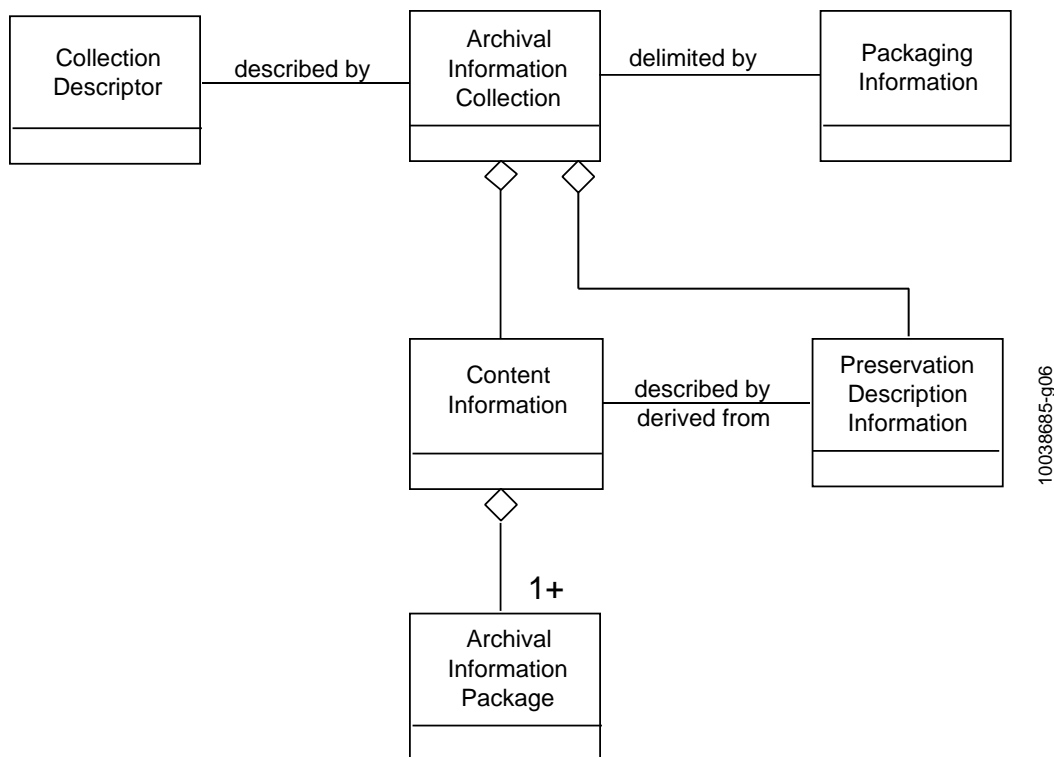 Collection
Descriptor
described by
Archival
Information
Collection
delimited by
Packaging
Information
Content
Information
described by
derived from
Preservation
Description
Information
1+
Archival
Information
Package
10038685-g06